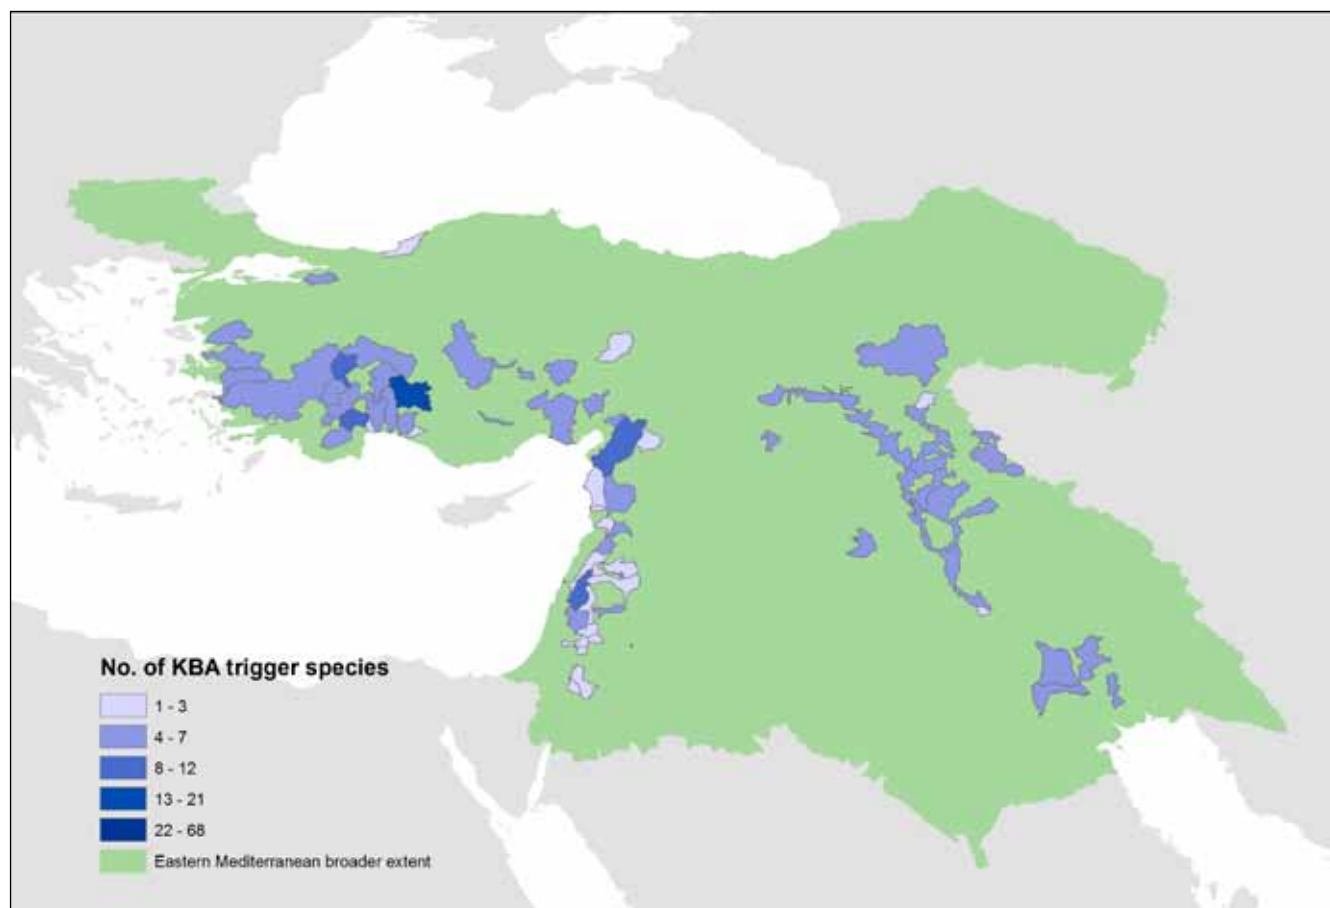 No. of KBA trigger species
1 - 3
4 - 7
8 - 12
13 - 21
22 - 68
Eastern Mediterranean broader extent